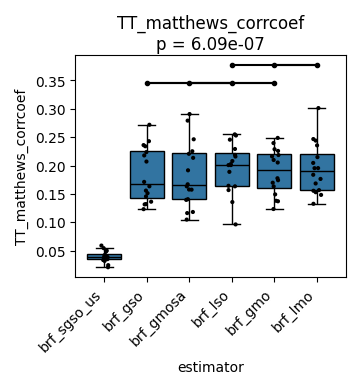 TT_matthews_corrcoef
p = 6.09e-07
TT_matthews_corrcoef
0.35
0.30
0.25
0.20
0.15
0.10
0.05
brf_sgso_us
brf_gso
brf_gmosa
brf_lso
brf_gmo
brf_lmo
estimator